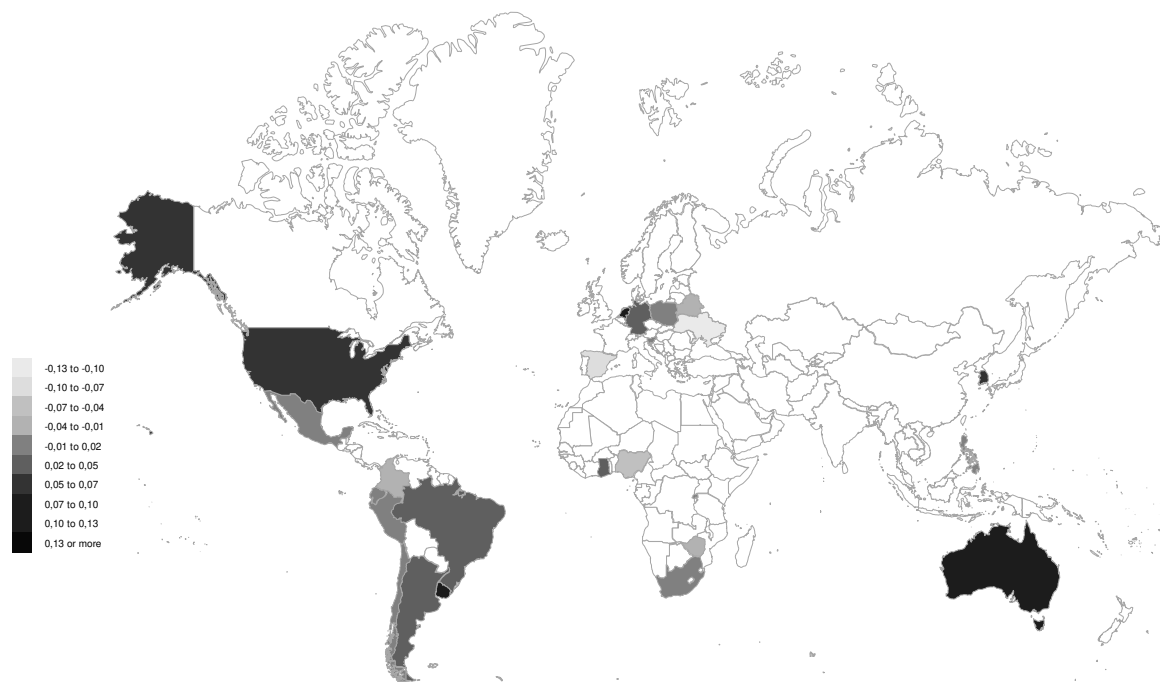 -0,13 to -0,10
-0,10 to -0,07
-0,07 to -0,04
-0,04 to -0,01
-0,01 to 0,02
0,02 to 0,05
0,05 to 0,07
0,07 to 0,10
0,10 to 0,13
0,13 or more